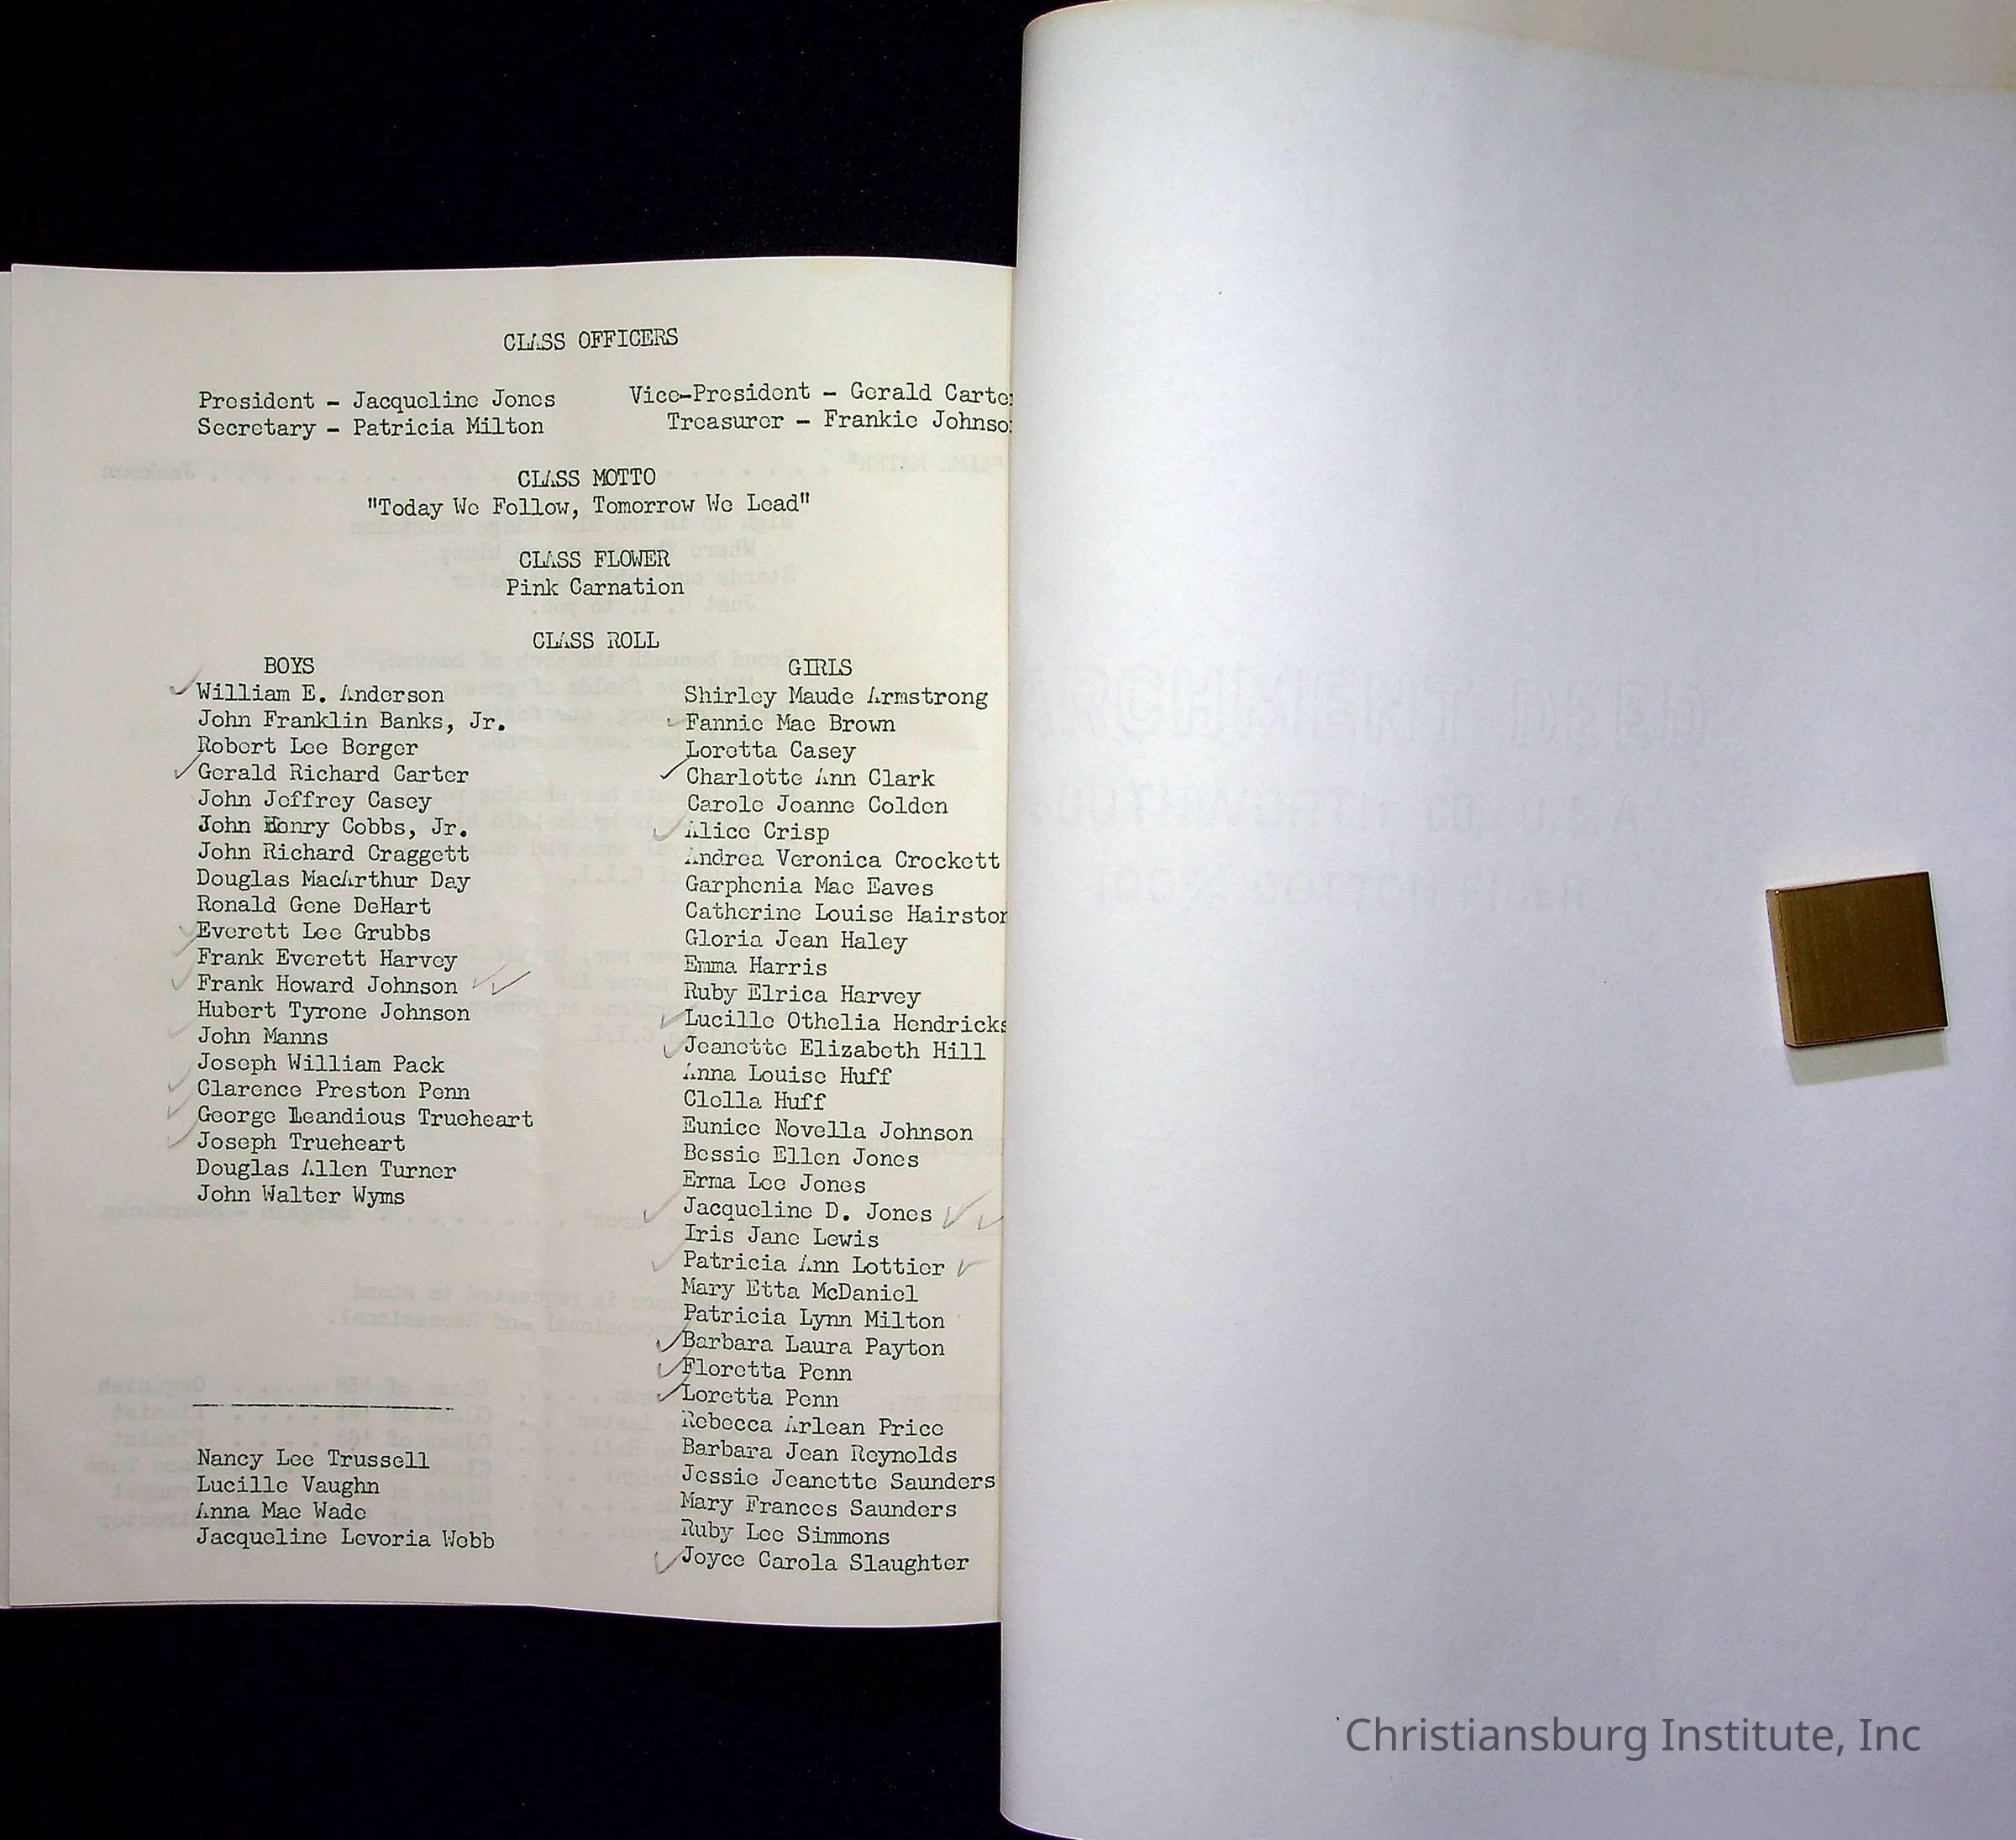 CLASS OFFICERS
President - Jacqueline Jones
Vice-President - Gerald Carte
Secretary - Patricia Milton
Treasurer - Frankie Johnso
CLASS MOTTO
"Today We Follow, Tomorrow We Lead"
CLASS FLOWER
Pink Carnation
CLASS ROLL
BOYS
William E. Anderson
John Franklin Banks, Jr.
Robert Lee Berger
Gerald Richard Carter
John Jeffrey Casey
John Henry Cobbs, Jr.
John Richard Craggett
Douglas MacArthur Day
Ronald Gene DeHart
Everett Lee Grubbs
Frank Everett Harvey
Frank Howard Johnson
Hubert Tyrone Johnson
John Manns
Joseph William Pack
Clarence Preston Penn
George Leandious Trueheart
Joseph Trueheart
Douglas Allen Turner
John Walter Wyms
GIRLS
Shirley Maude Armstrong
Fannie Mae Brown
Loretta Casey
Charlotte Ann Clark
Carole Joanne Colden
Alice Crisp
Andrea Veronica Crockett
Garphenia Mae Eaves
Catherine Louise Hairston
Gloria Jean Haley
Emma Harris
Ruby Elrica Harvey
Lucille Othelia Hendricks
Jeanette Elizabeth Hill
Anna Louise Huff
Clella Huff
Eunice Novella Johnson
Bessie Ellen Jones
Erma Lee Jones
Jacqueline D. Jones
Iris Jane Lewis
Patricia Ann Lottier
Mary Etta McDaniel
Patricia Lynn Milton
Barbara Laura Payton
Floretta Penn
Loretta Penn
Rebecca Arlean Price
Barbara Jean Reynolds
Jessie Jeanette Saunders
Mary Frances Saunders
Ruby Lee Simmons
Joyce Carola Slaughter
Nancy Lee Trussell
Lucille Vaughn
Anna Mae Wade
Jacqueline Levoria Webb
Christiansburg Institute, Inc